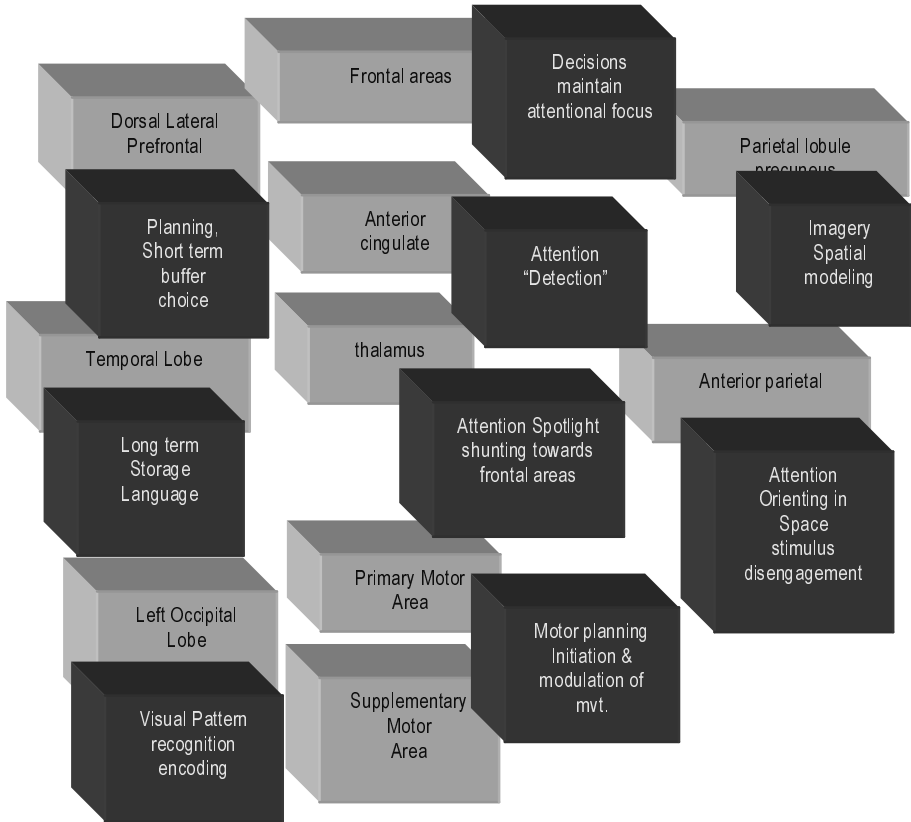 Frontal areas
Decisions
maintain
attentional focus
Dorsal Lateral
Prefrontal
Parietal lobule
precuneus
Planning,
Short term
buffer
choice
Anterior
cingulate
Attention
“Detection”
Imagery
Spatial
modeling
Temporal Lobe
thalamus
Anterior parietal
Long term
Storage
Language
Attention Spotlight
shunting towards
frontal areas
Attention
Orienting in
Space
stimulus
disengagement
Primary Motor
Area
Left Occipital
Lobe
Motor planning
Initiation &
modulation of
mvt.
Visual Pattern
recognition
encoding
Supplementary
Motor
Area